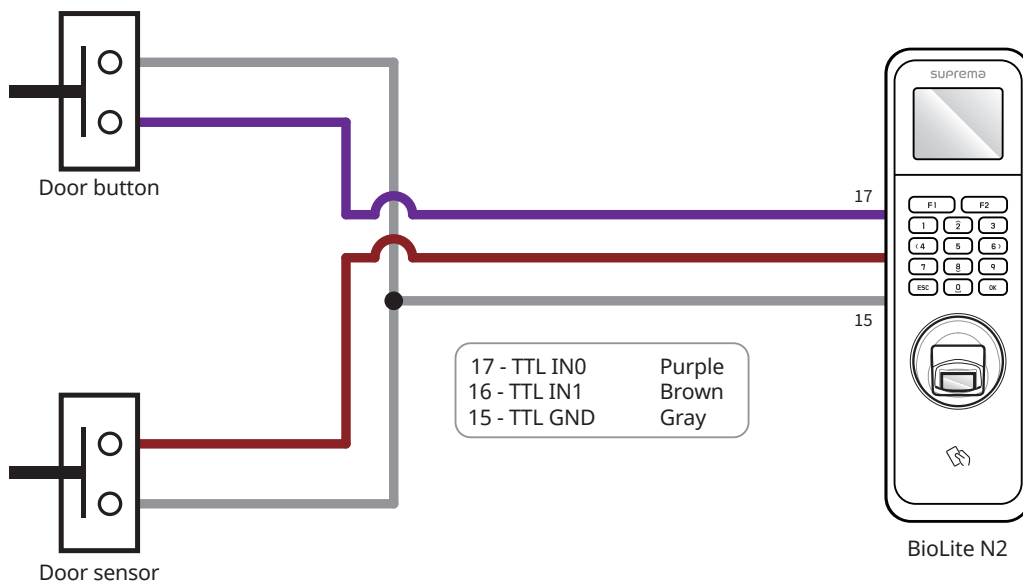 suprema
Door button
17
F1 F2
1 2 3
4 5 6
7 8 9
ESC 0 OK
15
17 - TTL IN0 Purple
16 - TTL IN1 Brown
15 - TTL GND Gray
BioLite N2
Door sensor